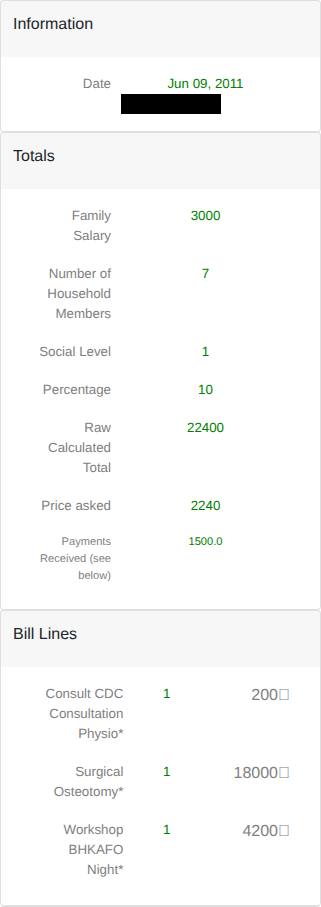 Information
Date Jun 09, 2011
Totals
Family 3000
Salary
Number of 7
Household
Members
Social Level 1
Percentage 10
Raw 22400
Calculated
Total
Price asked 2240
Payments 1500.0
Received (see
below)
Bill Lines
Consult CDC 1 200
Consultation
Physio*
Surgical 1 18000
Osteotomy*
Workshop 1 4200
BHKAFO
Night*